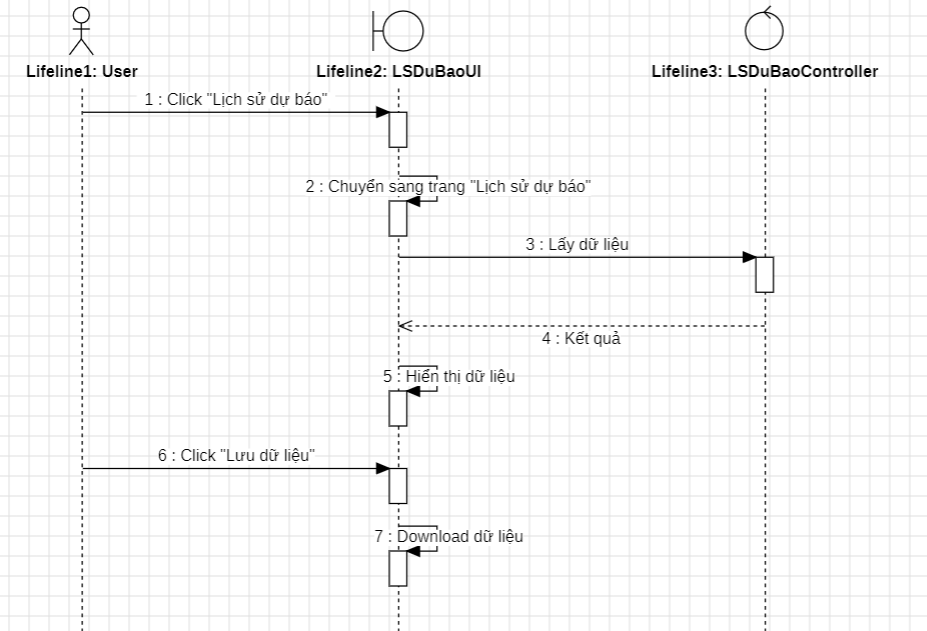 Lifeline1: User
Lifeline2: LSDuBaoUI
Lifeline3: LSDuBaoController
1 : Click "Lịch sử dự báo"
2 : Chuyển sang trang "Lịch sử dự báo"
3 : Lấy dữ liệu
4 : Kết quả
5 : Hiển thị dữ liệu
6 : Click "Lưu dữ liệu"
7 : Download dữ liệu